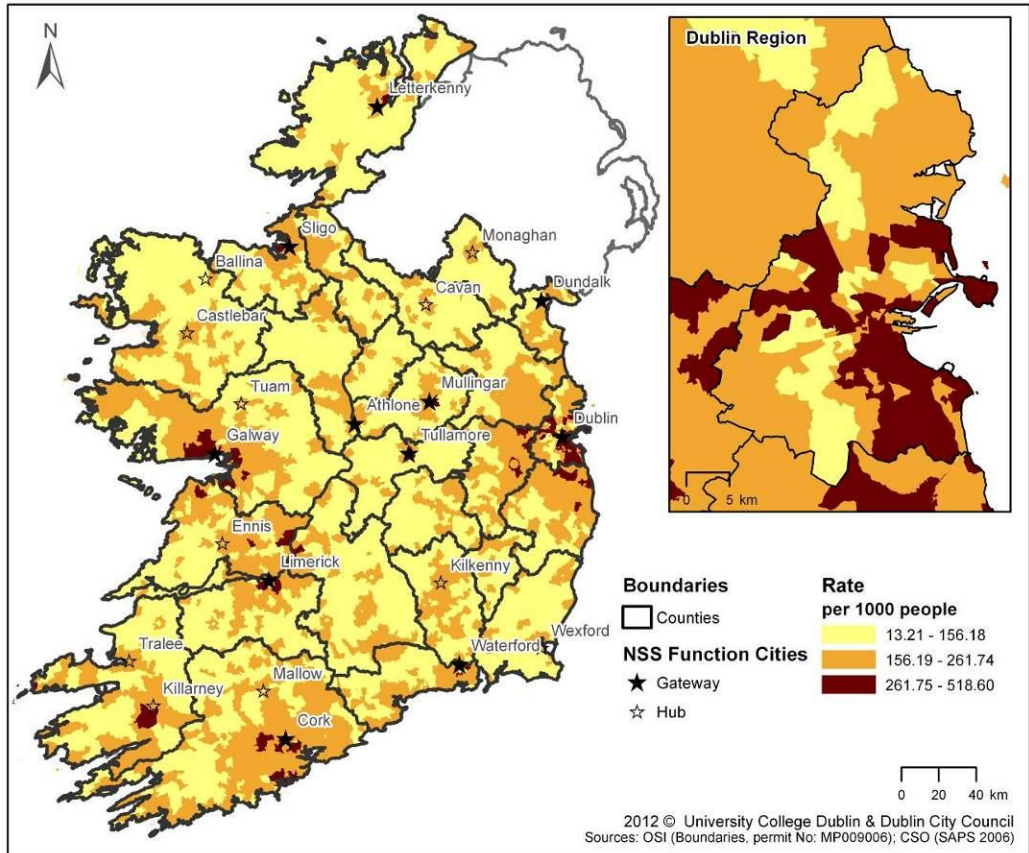 N
Letterkenny
Sligo
Monaghan
Ballina
Cavan
Dundalk
Castlebar
Tuam
Mullingar
Athlone
Dublin
Galway
Tullamore
Ennis
Limerick
Kilkenny
Tralee
Waterford
Wexford
Killarney
Mallow
Cork
Dublin Region
0 5 km
Boundaries
Counties
NSS Function Cities
Gateway
Hub
Rate
per 1000 people
13.21 - 156.18
156.19 - 261.74
261.75 - 518.60
0 20 40 km
2012 © University College Dublin & Dublin City Council
Sources: OSI (Boundaries, permit No: MP009006); CSO (SAPS 2006)